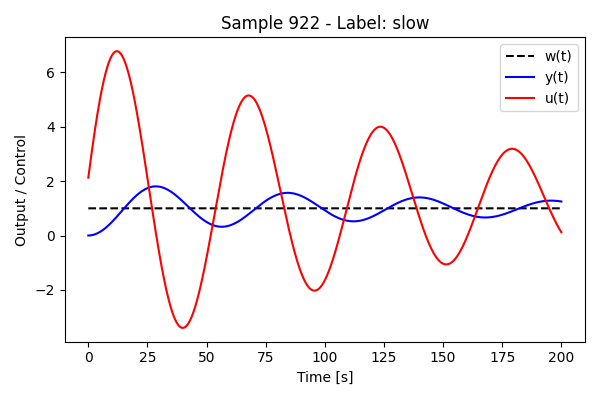 Sample 922 - Label: slow
w(t)
y(t)
u(t)
Output / Control
6
4
2
0
−2
0 25 50 75 100 125 150 175 200
Time [s]